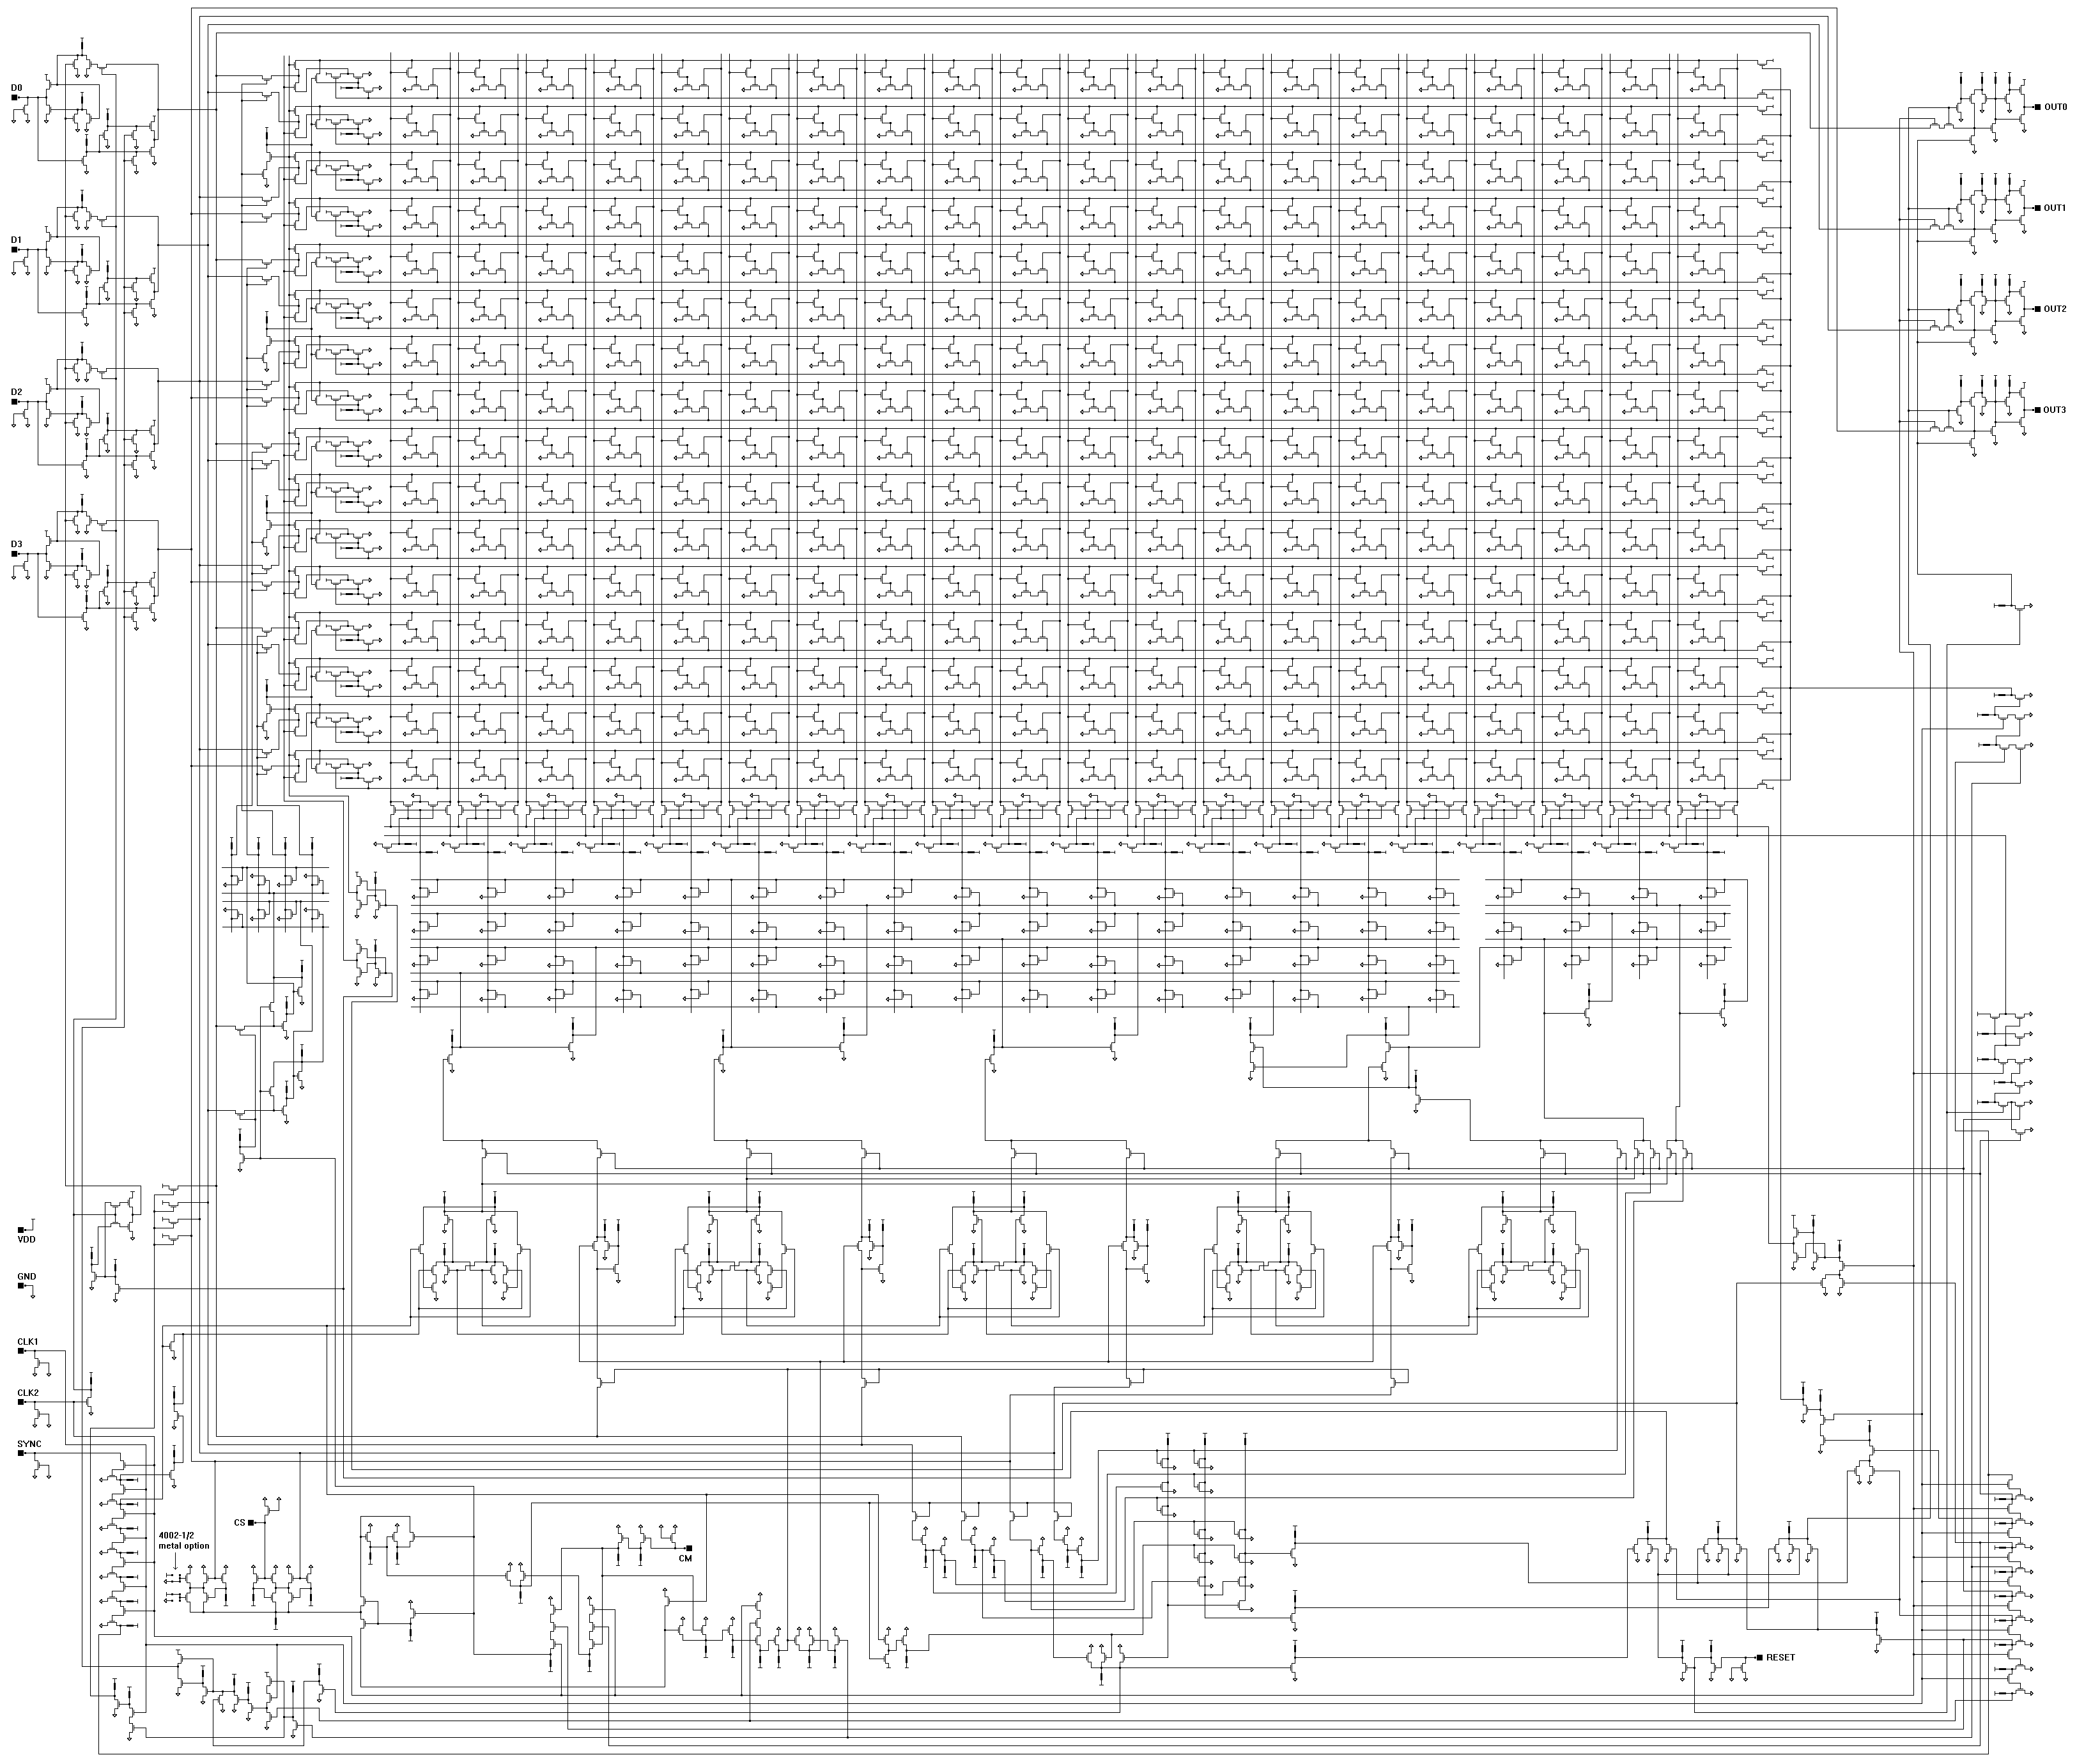 D0
D1
D2
D3
OUT0
OUT1
OUT2
OUT3
VDD
GND
CLK1
CLK2
SYNC
CS
4002-1/2
metal option
CM
RESET